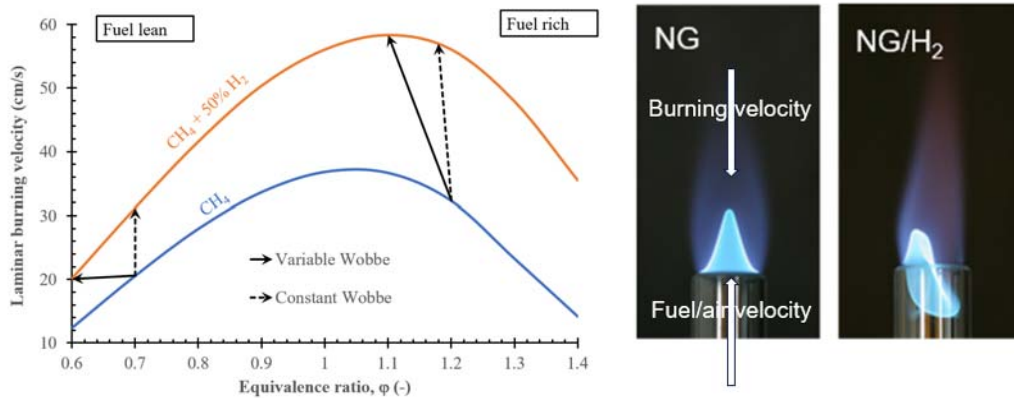 Fuel lean
Fuel rich
60
50
40
30
20
10
Laminar burning velocity (cm/s)
CH₄ + 50% H₂
CH₄
Variable Wobbe
Constant Wobbe
0.6 0.7 0.8 0.9 1 1.1 1.2 1.3 1.4
Equivalence ratio, φ (-)
NG
Burning velocity
Fuel/air velocity
NG/H₂